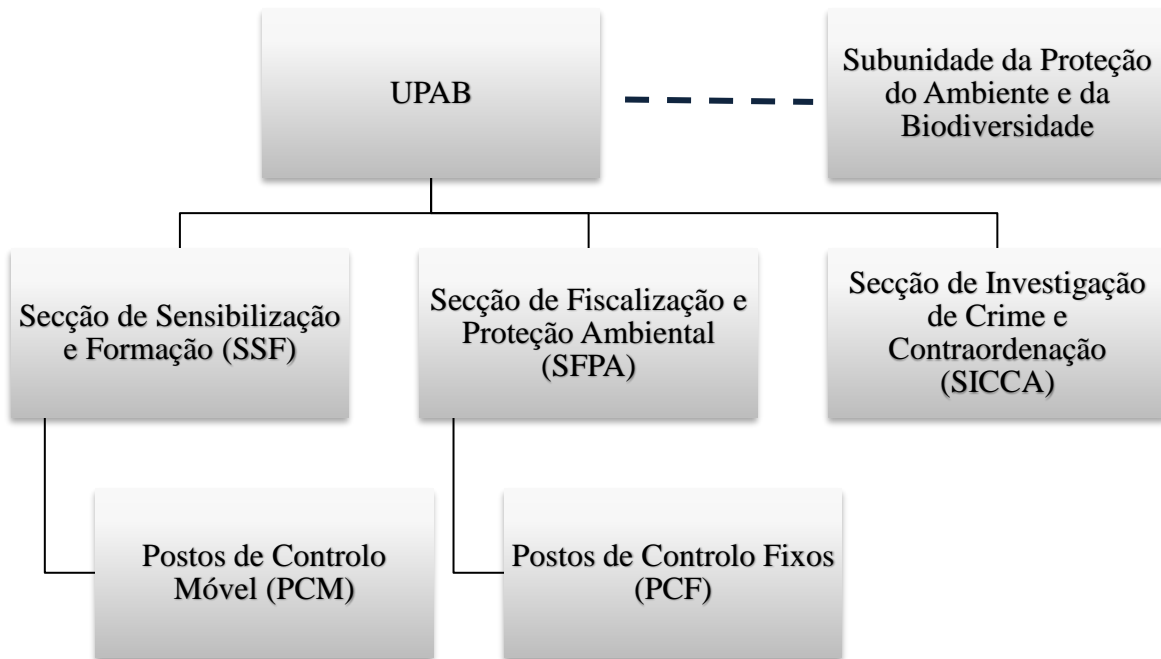 UPAB
Subunidade da Proteção
do Ambiente e da
Biodiversidade
Secção de Sensibilização
e Formação (SSF)
Secção de Fiscalização e
Proteção Ambiental
(SFPA)
Secção de Investigação
de Crime e
Contraordenação
(SICCA)
Postos de Controlo
Móvel (PCM)
Postos de Controlo Fixos
(PCF)